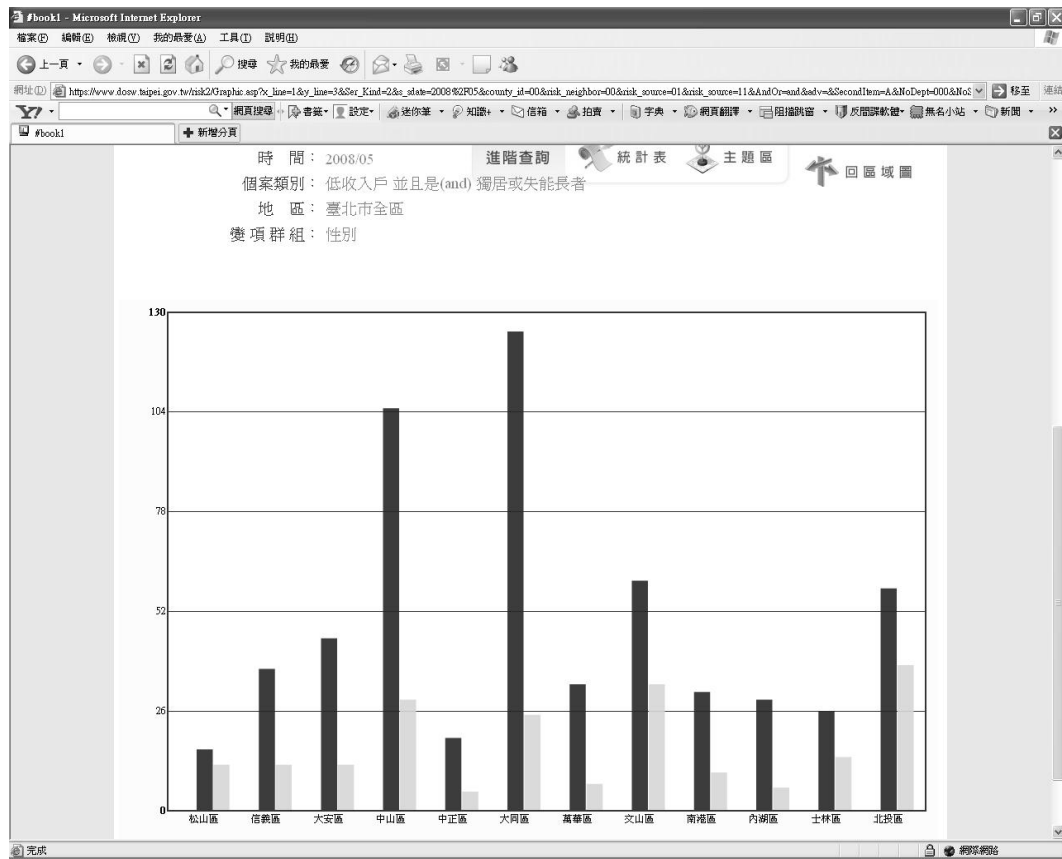 #book1 - Microsoft Internet Explorer
檔案(F) 編輯(E) 檢視(V) 我的最愛(A) 工具(T) 說明(H)
上一頁 搜尋 我的最愛
網址(D) https://www.dosw.taipei.gov.tw/risk2/Graphic.asp?x_line=1&y_line=3&Ser_Kind=2&s_sdate=2008%2F05&county_id=00&risk_neighbor=00&risk_source=01&risk_source=11&AndOr=and&adv=&SecondItem=A&NoDept=000&NoS 移至 連結
Y! 網頁搜尋 書籤 設定 迷你筆 知識+ 信箱 拍賣 字典 網頁翻譯 阻擋跳窗 反間諜軟體 無名小站 新聞 »
#book1 新增分頁
時 間： 2008/05 進階查詢 統計表 主題區 回區域圖
個案類別： 低收入戶 並且是(and) 獨居或失能長者
地 區： 臺北市全區
變項群組： 性別
130
104
78
52
26
0
松山區 信義區 大安區 中山區 中正區 大同區 萬華區 文山區 南港區 內湖區 士林區 北投區
完成 網際網路